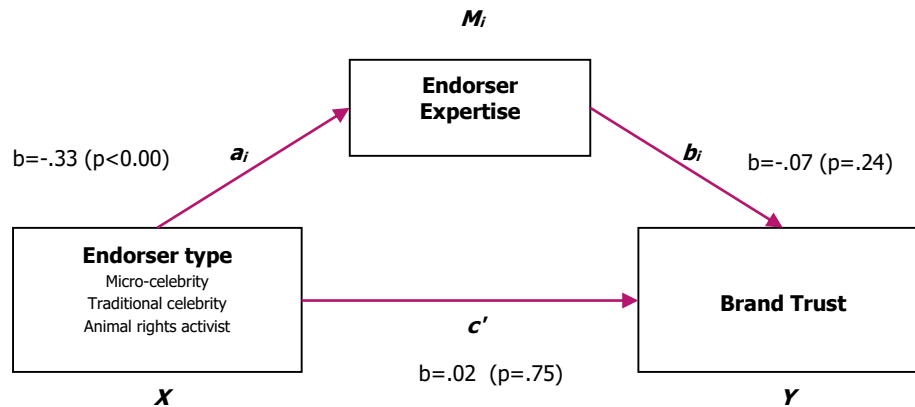 Mi
Endorser
Expertise
b=-.33 (p<0.00)
ai
bi
b=-.07 (p=.24)
Endorser type
Micro-celebrity
Traditional celebrity
Animal rights activist
Brand Trust
c'
b=.02 (p=.75)
X
Y